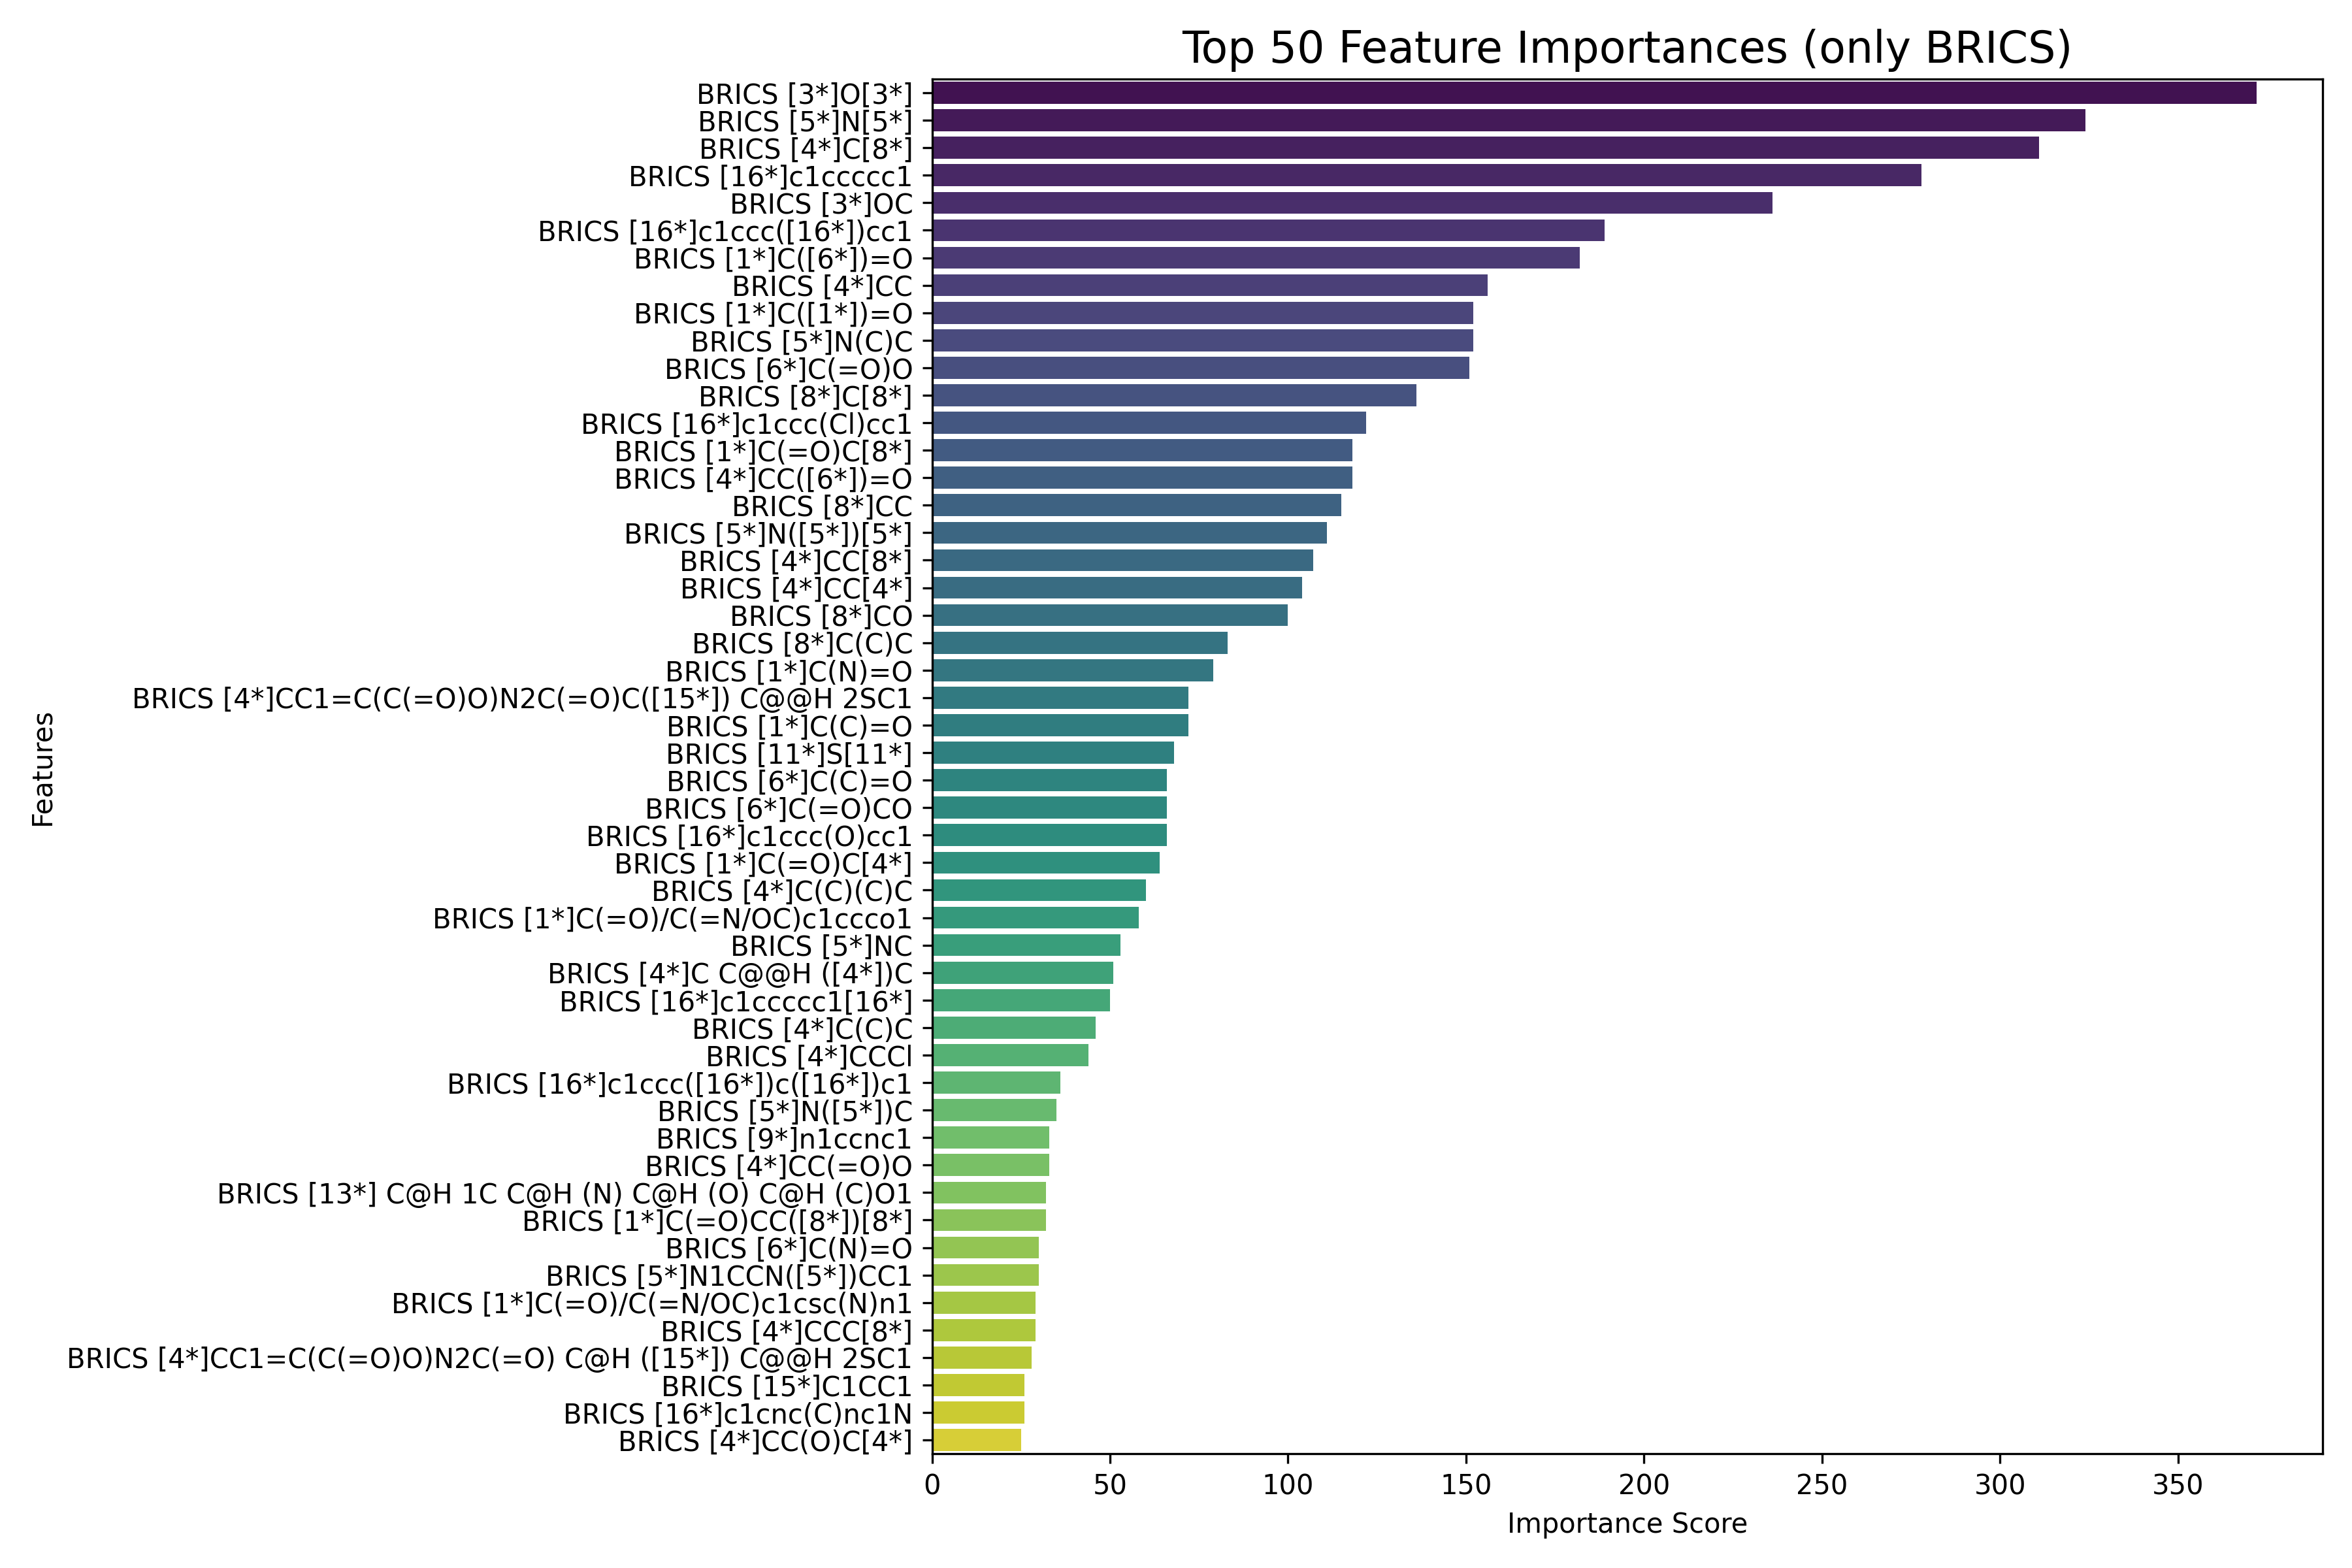 Top 50 Feature Importances (only BRICS)
BRICS [3*]O[3*]
BRICS [5*]N[5*]
BRICS [4*]C[8*]
BRICS [16*]c1ccccc1
BRICS [3*]OC
BRICS [16*]c1ccc([16*])cc1
BRICS [1*]C([6*])=O
BRICS [4*]CC
BRICS [1*]C([1*])=O
BRICS [5*]N(C)C
BRICS [6*]C(=O)O
BRICS [8*]C[8*]
BRICS [16*]c1ccc(Cl)cc1
BRICS [1*]C(=O)C[8*]
BRICS [4*]CC([6*])=O
BRICS [8*]CC
BRICS [5*]N([5*])[5*]
BRICS [4*]CC[8*]
BRICS [4*]CC[4*]
BRICS [8*]CO
BRICS [8*]C(C)C
BRICS [1*]C(N)=O
BRICS [4*]CC1=C(C(=O)O)N2C(=O)C([15*]) C@@H 2SC1
BRICS [1*]C(C)=O
BRICS [11*]S[11*]
BRICS [6*]C(C)=O
BRICS [6*]C(=O)CO
BRICS [16*]c1ccc(O)cc1
BRICS [1*]C(=O)C[4*]
BRICS [4*]C(C)(C)C
BRICS [1*]C(=O)/C(=N/OC)c1ccco1
BRICS [5*]NC
BRICS [4*]C C@@H ([4*])C
BRICS [16*]c1ccccc1[16*]
BRICS [4*]C(C)C
BRICS [4*]CCCl
BRICS [16*]c1ccc([16*])c([16*])c1
BRICS [5*]N([5*])C
BRICS [9*]n1ccnc1
BRICS [4*]CC(=O)O
BRICS [13*] C@H 1C C@H (N) C@H (O) C@H (C)O1
BRICS [1*]C(=O)CC([8*])[8*]
BRICS [6*]C(N)=O
BRICS [5*]N1CCN([5*])CC1
BRICS [1*]C(=O)/C(=N/OC)c1csc(N)n1
BRICS [4*]CCC[8*]
BRICS [4*]CC1=C(C(=O)O)N2C(=O) C@H ([15*]) C@@H 2SC1
BRICS [15*]C1CC1
BRICS [16*]c1cnc(C)nc1N
BRICS [4*]CC(O)C[4*]
Features
0 50 100 150 200 250 300 350
Importance Score